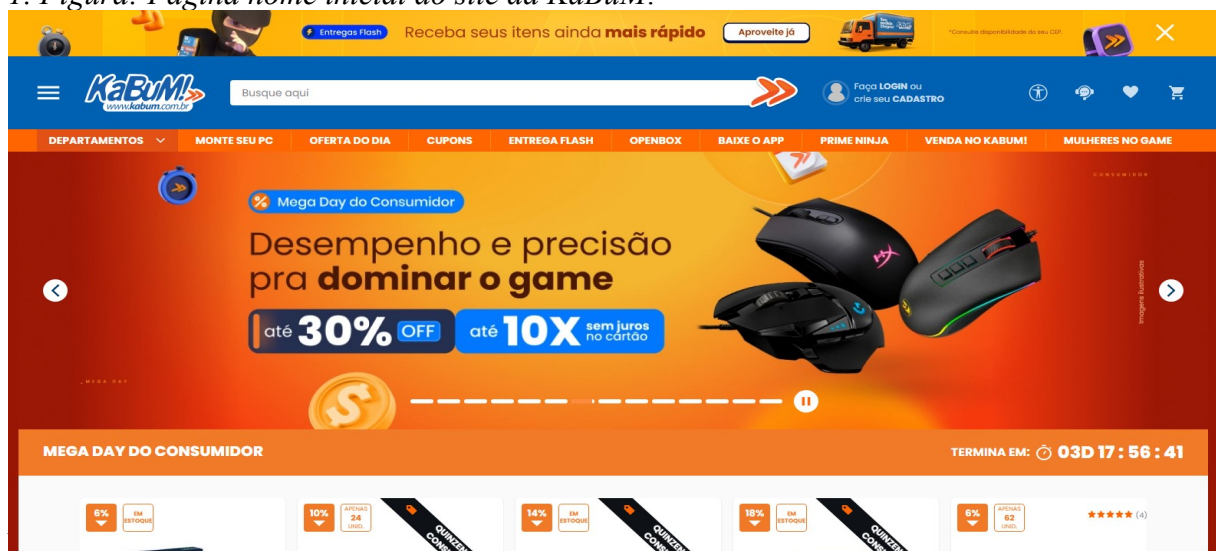 1. Figura: Página home inicial do site da KaBuM!
Entregas Flash Receba seus itens ainda mais rápido Aproveite já *Consulte disponibilidade do seu CEP.
KaBuM!
www.kabum.com.br
Busque aqui
Faça LOGIN ou
crie seu CADASTRO
DEPARTAMENTOS MONTE SEU PC OFERTA DO DIA CUPONS ENTREGA FLASH OPENBOX BAIXE O APP PRIME NINJA VENDA NO KABUM! MULHERES NO GAME
CONSUMIDOR
Mega Day do Consumidor
Desempenho e precisão
pra dominar o game
até 30% OFF até 10X sem juros
no cartão
Imagens ilustrativas
_MEGA DAY
MEGA DAY DO CONSUMIDOR TERMINA EM: 03D 17 : 56 : 41
6% EM
ESTOQUE
10% APENAS
24
UNID.
14% EM
ESTOQUE
18% EM
ESTOQUE
6% APENAS
62
UNID.
(4)